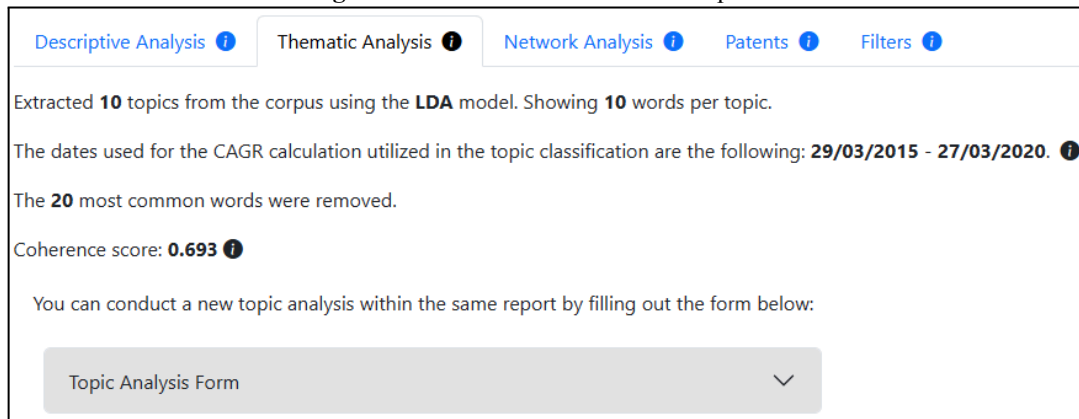 Descriptive Analysis i Thematic Analysis i Network Analysis i Patents i Filters i
Extracted 10 topics from the corpus using the LDA model. Showing 10 words per topic.
The dates used for the CAGR calculation utilized in the topic classification are the following: 29/03/2015 - 27/03/2020. i
The 20 most common words were removed.
Coherence score: 0.693 i
You can conduct a new topic analysis within the same report by filling out the form below:
Topic Analysis Form